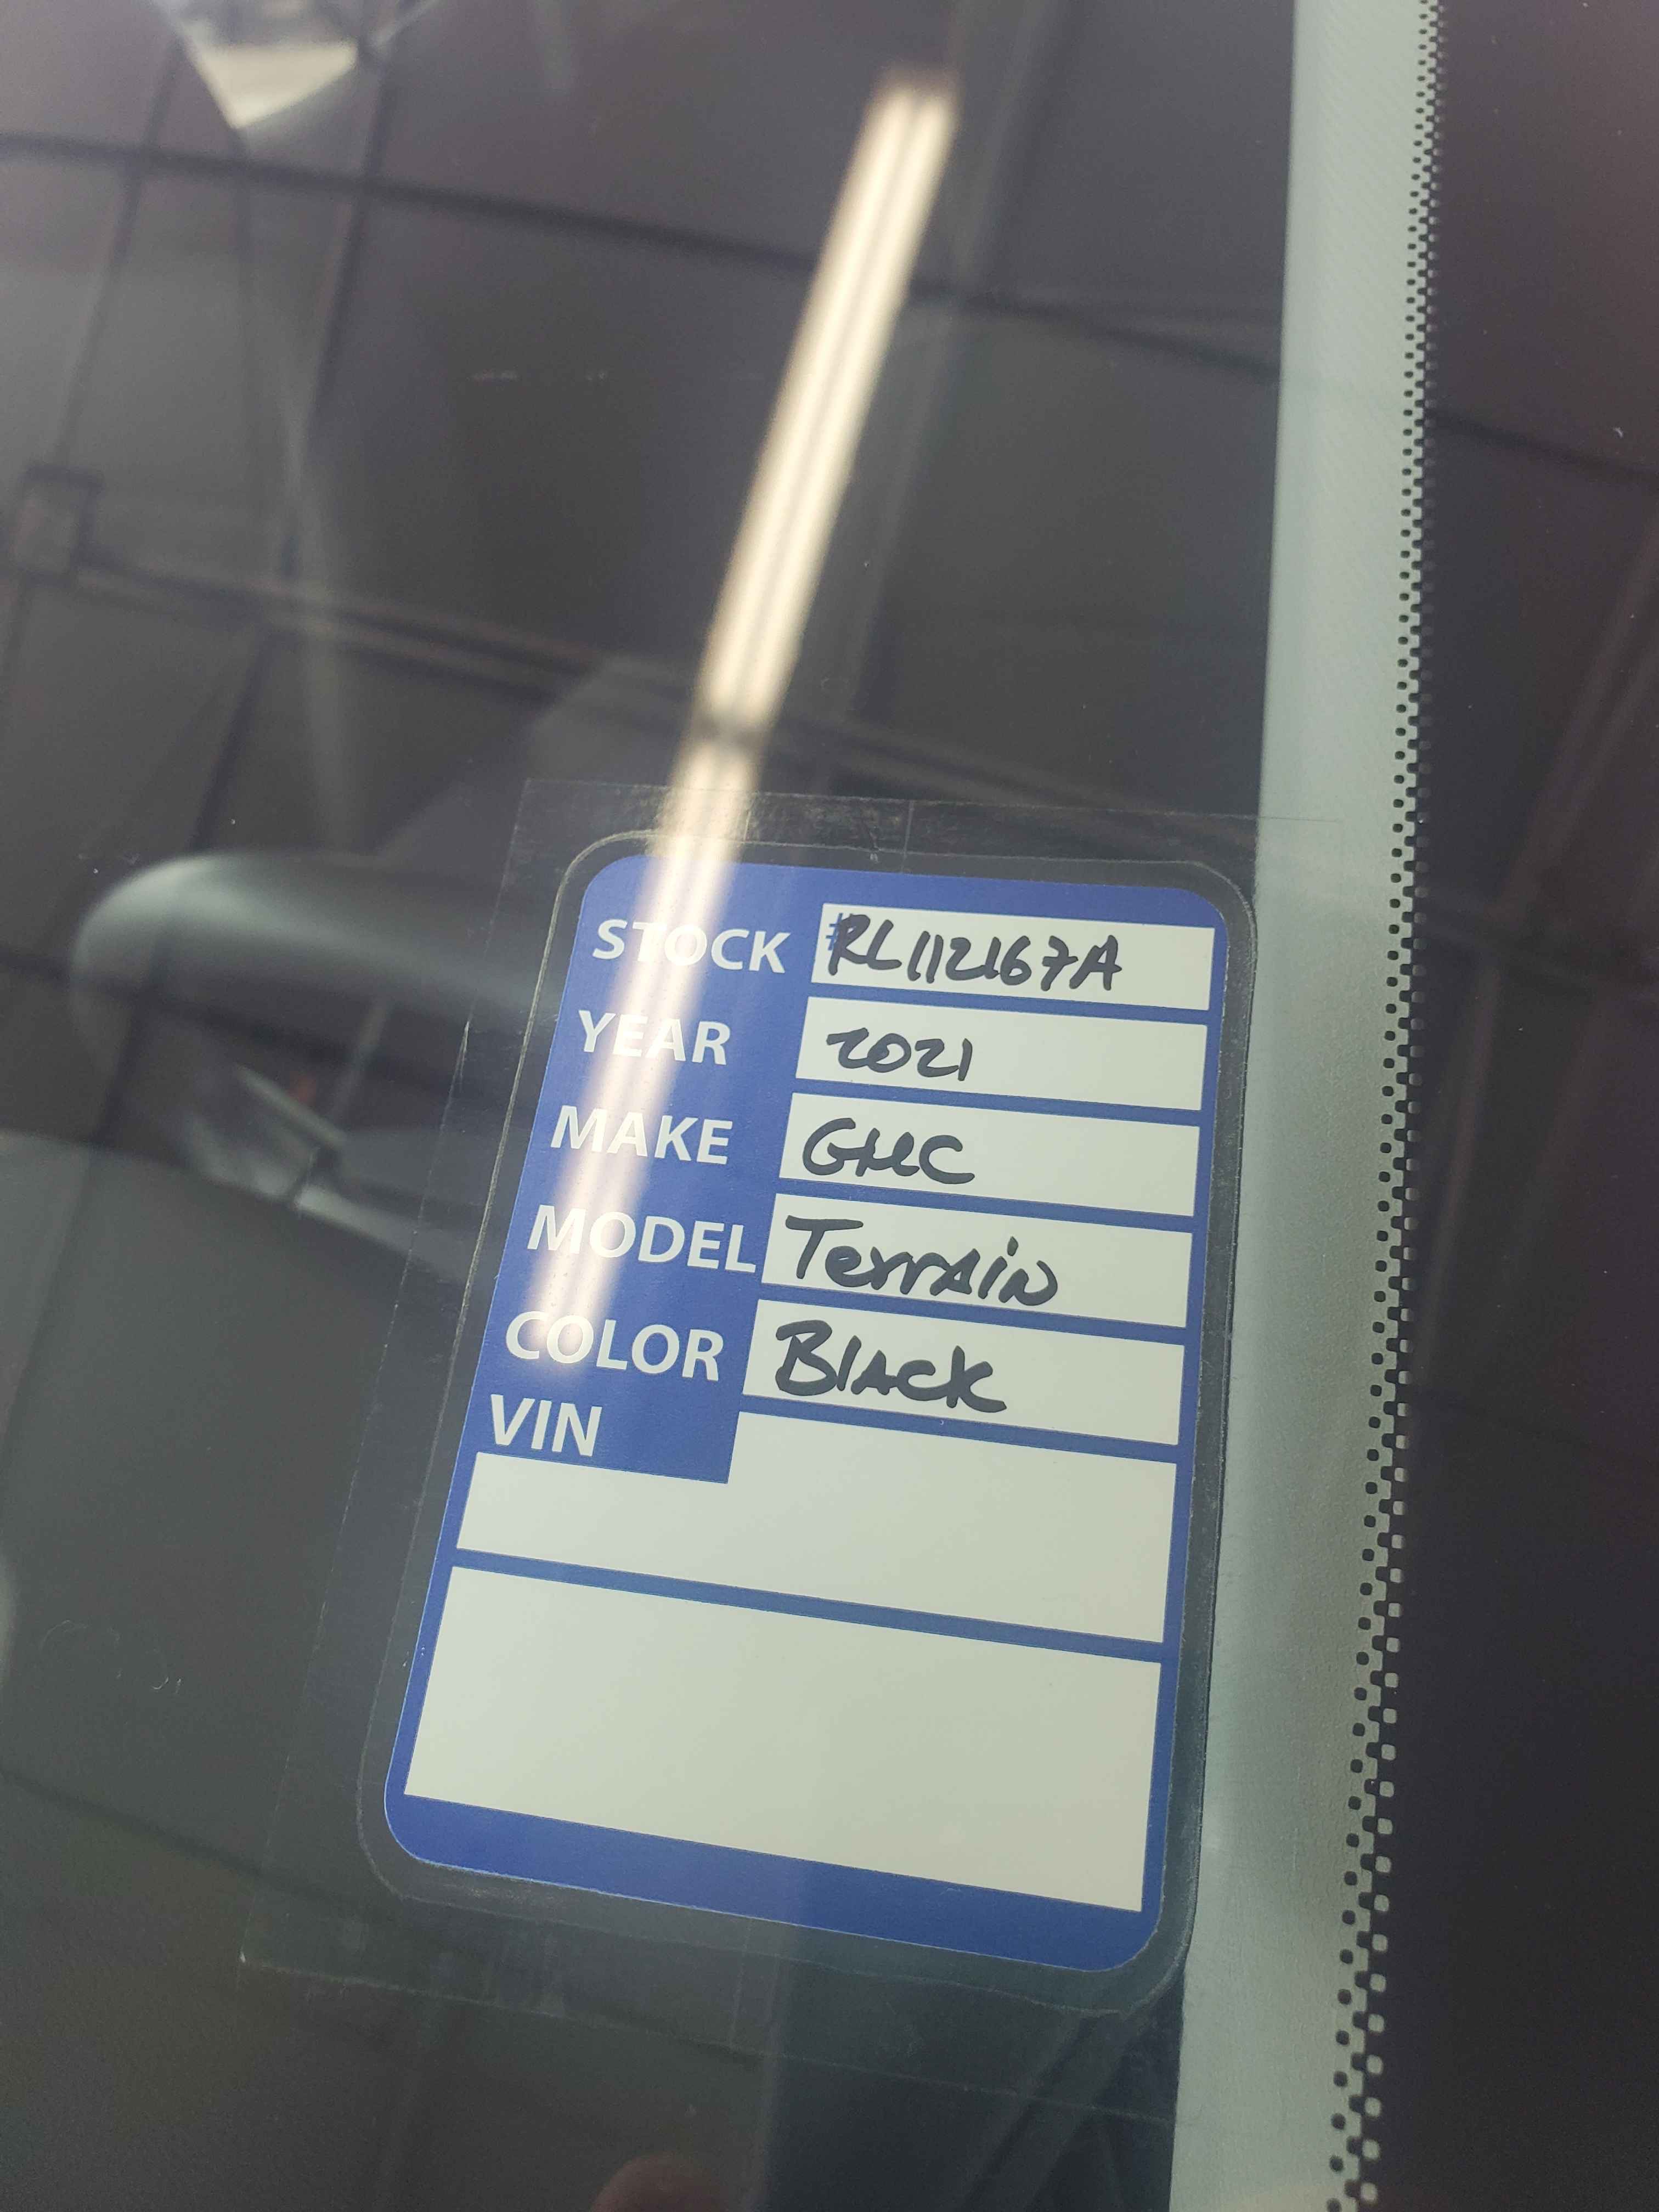 STOCK #RL112167A
YEAR 2021
MAKE GMC
MODEL Terrain
COLOR Black
VIN